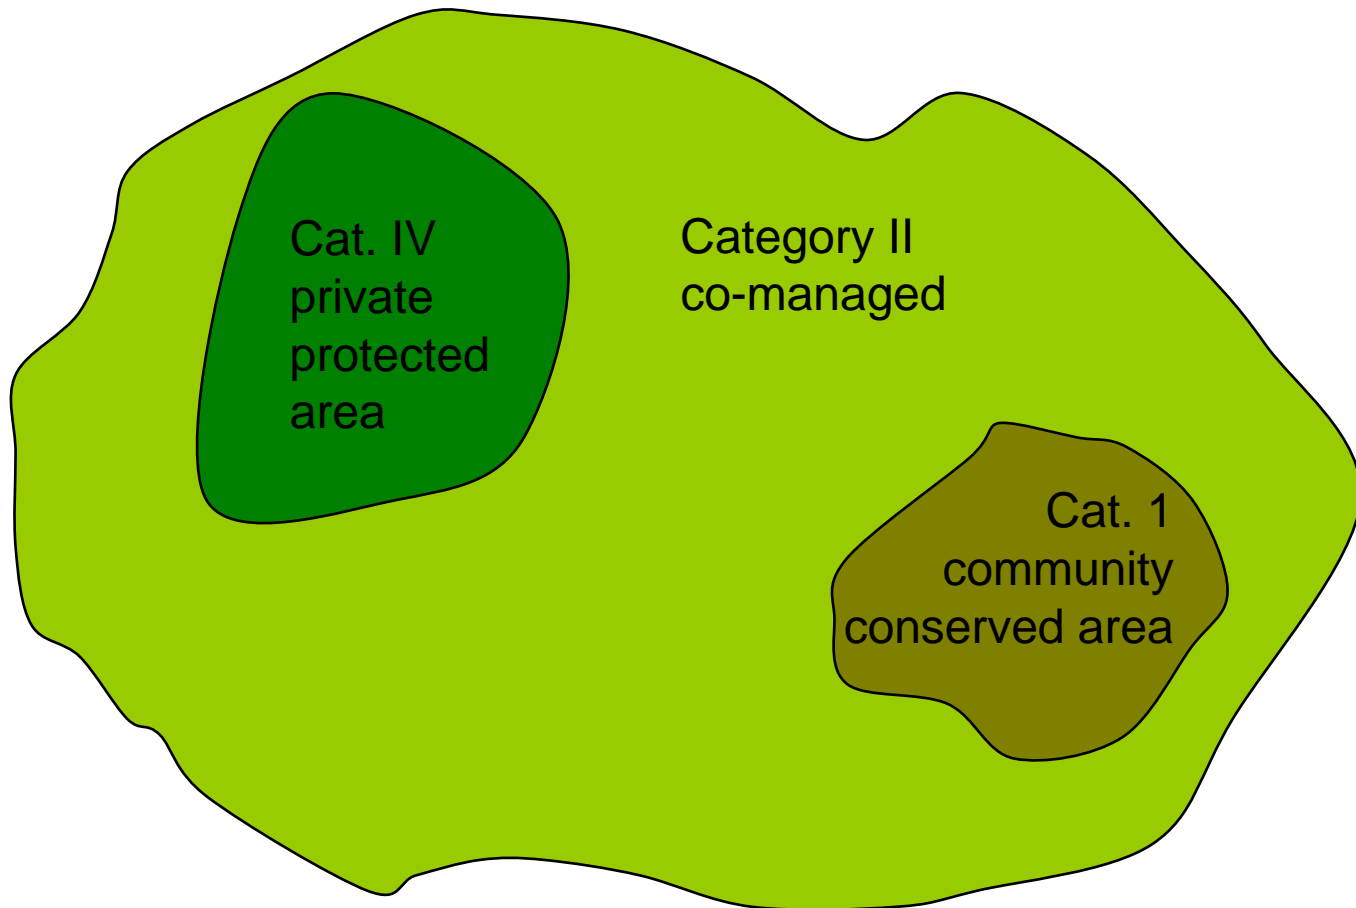 Cat. IV
private
protected
area
Category II
co-managed
Cat. 1
community
conserved area